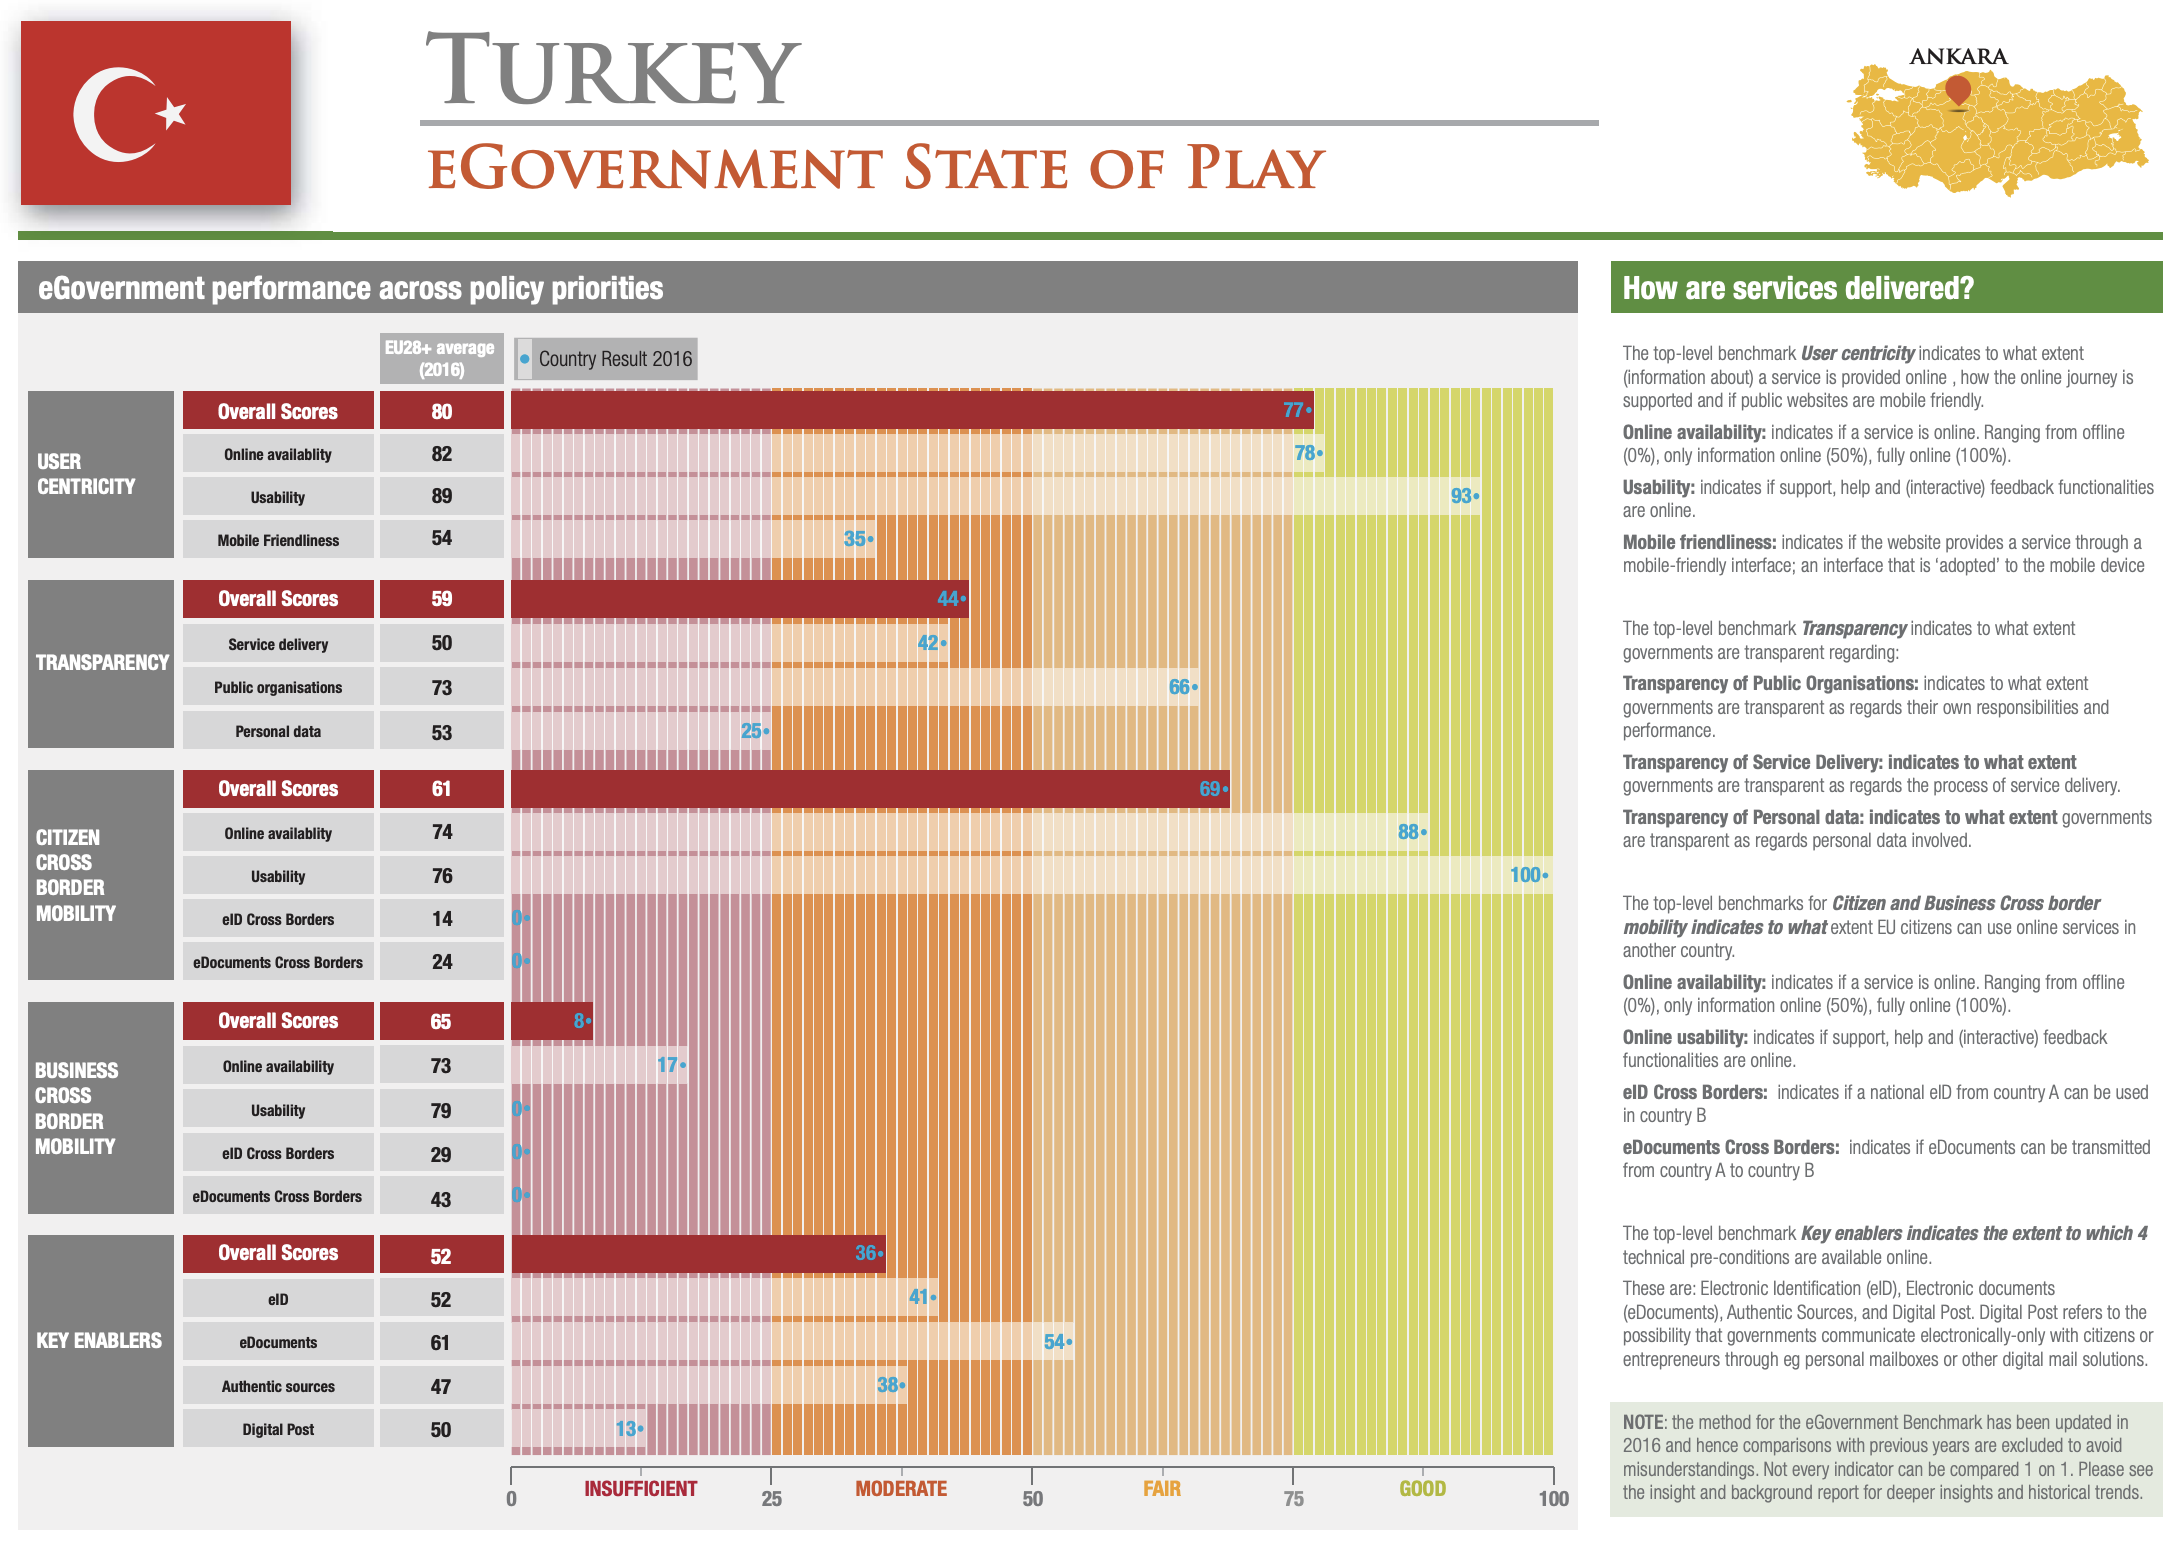 TURKEY
eGOVERNMENT STATE OF PLAY
ANKARA
eGovernment performance across policy priorities
EU28+ average
(2016)
Country Result 2016
USER
CENTRICITY
Overall Scores 80 77
Online availablity 82 78
Usability 89 93
Mobile Friendliness 54 35
TRANSPARENCY
Overall Scores 59 44
Service delivery 50 42
Public organisations 73 66
Personal data 53 25
CITIZEN
CROSS
BORDER
MOBILITY
Overall Scores 61 69
Online availablity 74 88
Usability 76 100
eID Cross Borders 14 0
eDocuments Cross Borders 24 0
BUSINESS
CROSS
BORDER
MOBILITY
Overall Scores 65 8
Online availability 73 17
Usability 79 0
eID Cross Borders 29 0
eDocuments Cross Borders 43 0
KEY ENABLERS
Overall Scores 52 36
eID 52 41
eDocuments 61 54
Authentic sources 47 38
Digital Post 50 13
INSUFFICIENT MODERATE FAIR GOOD
0 25 50 75 100
How are services delivered?
The top-level benchmark User centricity indicates to what extent
(information about) a service is provided online , how the online journey is
supported and if public websites are mobile friendly.
Online availability: indicates if a service is online. Ranging from offline
(0%), only information online (50%), fully online (100%).
Usability: indicates if support, help and (interactive) feedback functionalities
are online.
Mobile friendliness: indicates if the website provides a service through a
mobile-friendly interface; an interface that is ‘adopted’ to the mobile device
The top-level benchmark Transparency indicates to what extent
governments are transparent regarding:
Transparency of Public Organisations: indicates to what extent
governments are transparent as regards their own responsibilities and
performance.
Transparency of Service Delivery: indicates to what extent
governments are transparent as regards the process of service delivery.
Transparency of Personal data: indicates to what extent governments
are transparent as regards personal data involved.
The top-level benchmarks for Citizen and Business Cross border
mobility indicates to what extent EU citizens can use online services in
another country.
Online availability: indicates if a service is online. Ranging from offline
(0%), only information online (50%), fully online (100%).
Online usability: indicates if support, help and (interactive) feedback
functionalities are online.
eID Cross Borders: indicates if a national eID from country A can be used
in country B
eDocuments Cross Borders: indicates if eDocuments can be transmitted
from country A to country B
The top-level benchmark Key enablers indicates the extent to which 4
technical pre-conditions are available online.
These are: Electronic Identification (eID), Electronic documents
(eDocuments), Authentic Sources, and Digital Post. Digital Post refers to the
possibility that governments communicate electronically-only with citizens or
entrepreneurs through eg personal mailboxes or other digital mail solutions.
NOTE: the method for the eGovernment Benchmark has been updated in
2016 and hence comparisons with previous years are excluded to avoid
misunderstandings. Not every indicator can be compared 1 on 1. Please see
the insight and background report for deeper insights and historical trends.